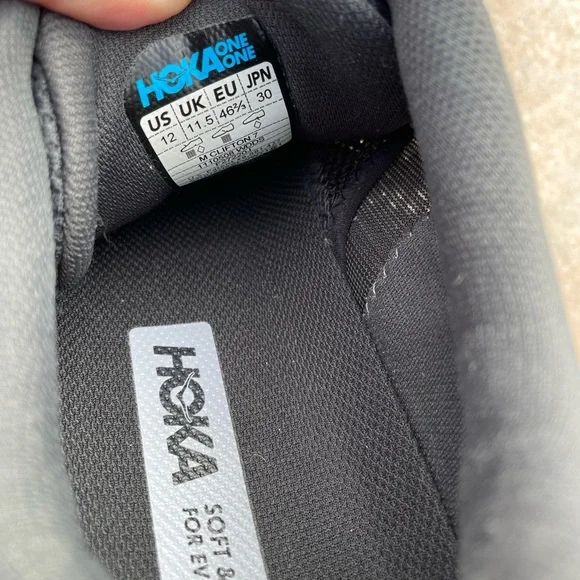 HOKA ONE ONE
US UK EU JPN
12 11.5 46⅔ 30
M CLIFTON 7
HOKA
SOFT &
FOR EV